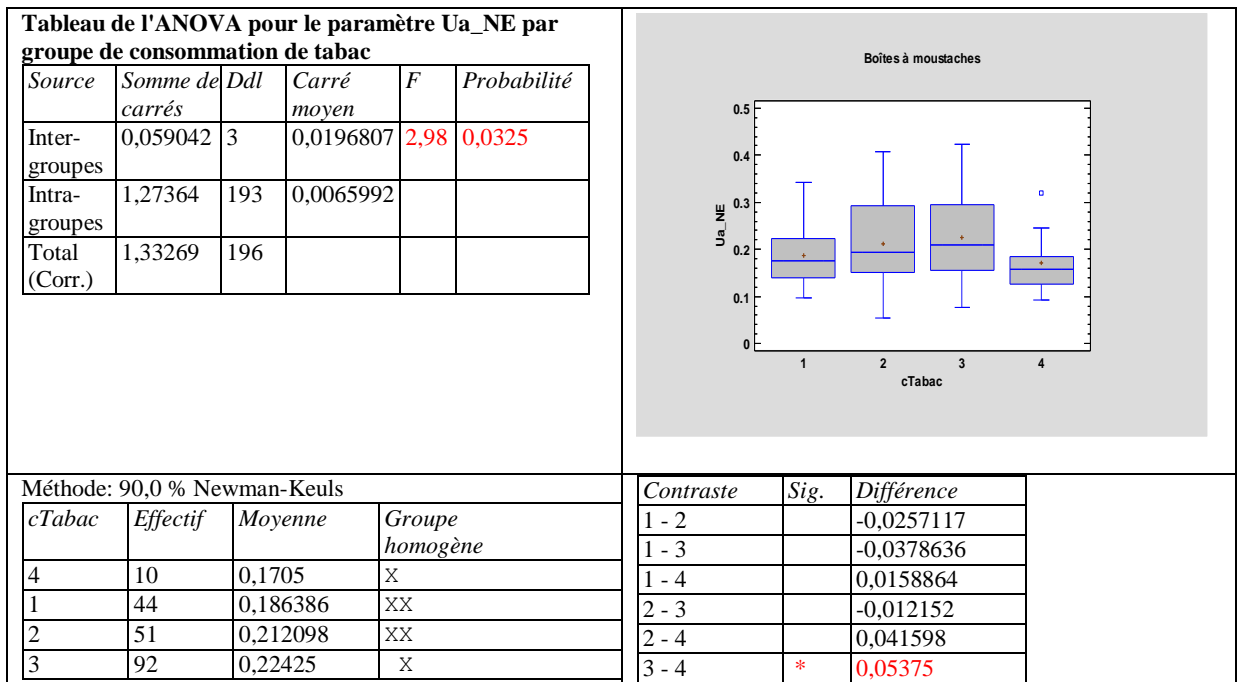 Tableau de l'ANOVA pour le paramètre Ua_NE par
groupe de consommation de tabac
Source Somme de carrés Ddl Carré moyen F Probabilité
Inter-groupes 0,059042 3 0,0196807 2,98 0,0325
Intra-groupes 1,27364 193 0,0065992
Total (Corr.) 1,33269 196
Boîtes à moustaches
Ua_NE
0.5
0.4
0.3
0.2
0.1
0
1 2 3 4
cTabac
Méthode: 90,0 % Newman-Keuls
cTabac Effectif Moyenne Groupe homogène
4 10 0,1705 X
1 44 0,186386 XX
2 51 0,212098 XX
3 92 0,22425 X
Contraste Sig. Différence
1 - 2 -0,0257117
1 - 3 -0,0378636
1 - 4 0,0158864
2 - 3 -0,012152
2 - 4 0,041598
3 - 4 * 0,05375